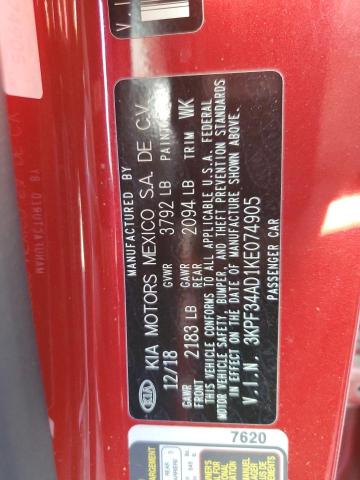 MANUFACTURED BY
KIA KIA MOTORS MEXICO S.A. DE C.V.
12/18 GVWR 3792 LB PAINT
GAWR FRONT 2183 LB GAWR REAR 2094 LB TRIM WK
THIS VEHICLE CONFORMS TO ALL APPLICABLE U.S.A. FEDERAL
MOTOR VEHICLE SAFETY, BUMPER, AND THEFT PREVENTION STANDARDS IN
EFFECT ON THE DATE OF MANUFACTURE SHOWN ABOVE.
V.I.N. 3KPF34AD1KE074905
PASSENGER CAR
V.I
7620